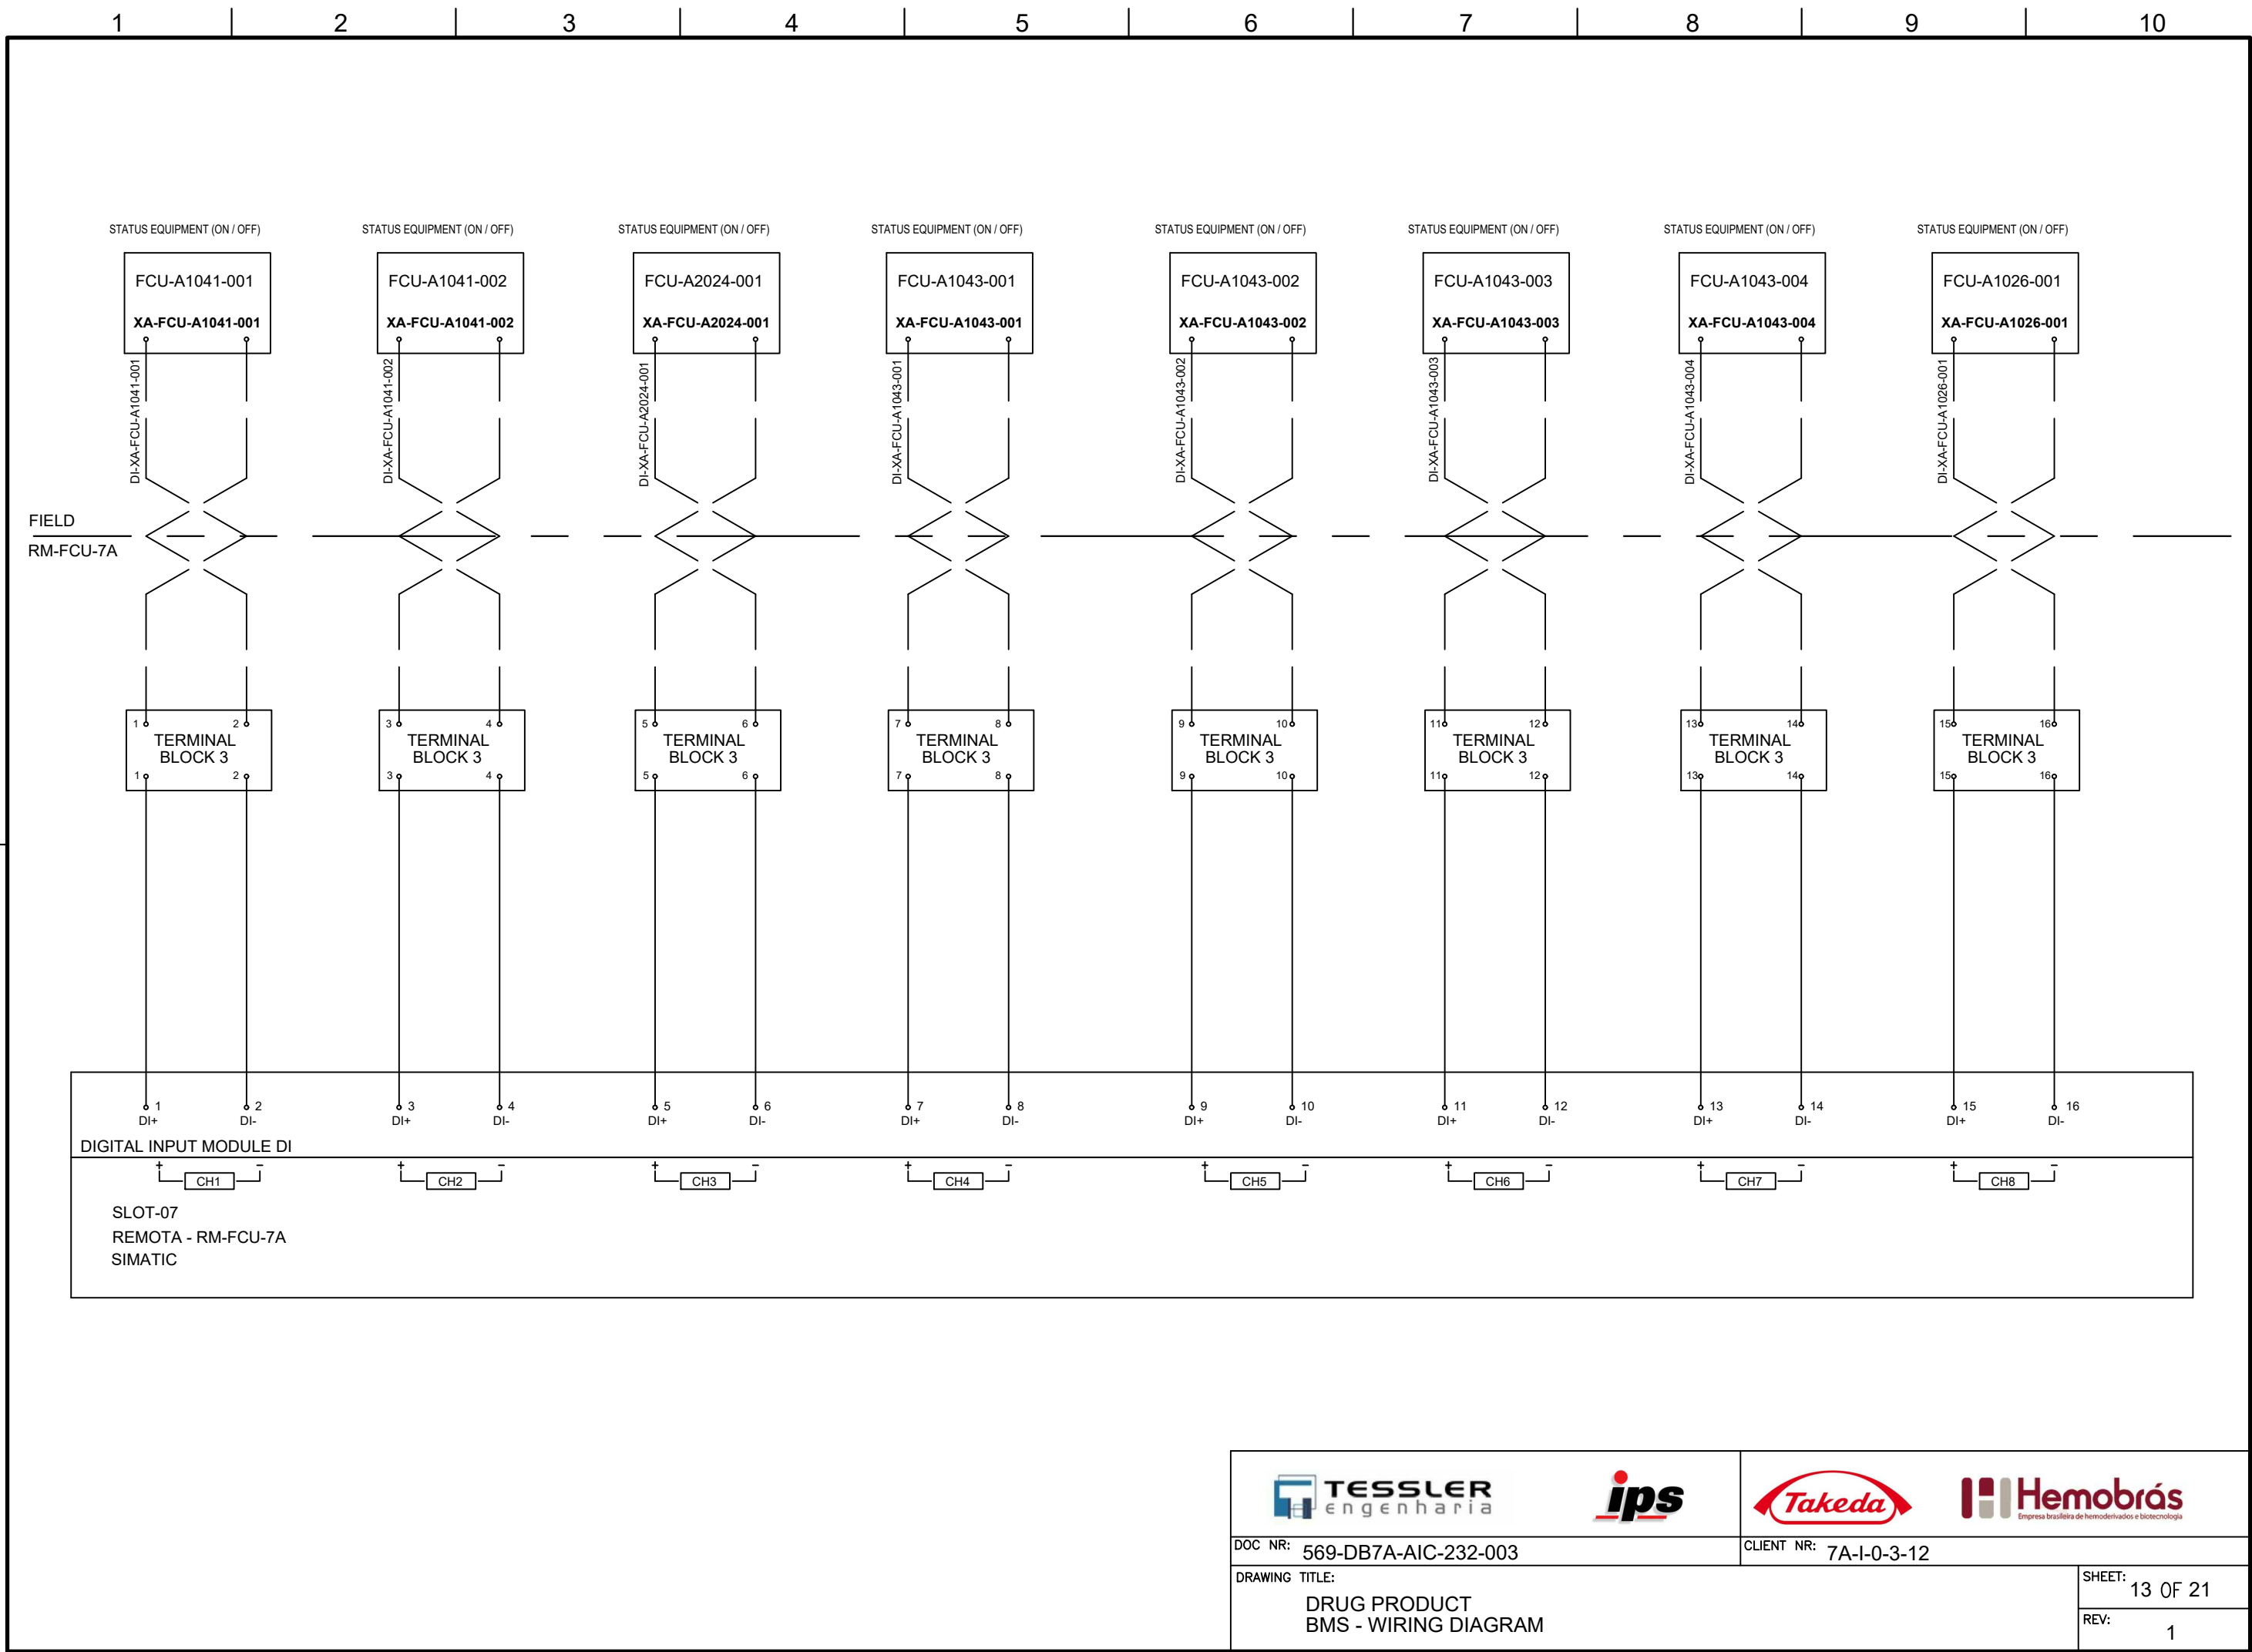 1 2 3 4 5 6 7 8 9 10
STATUS EQUIPMENT (ON / OFF) STATUS EQUIPMENT (ON / OFF) STATUS EQUIPMENT (ON / OFF) STATUS EQUIPMENT (ON / OFF) STATUS EQUIPMENT (ON / OFF) STATUS EQUIPMENT (ON / OFF) STATUS EQUIPMENT (ON / OFF) STATUS EQUIPMENT (ON / OFF)
FCU-A1041-001 FCU-A1041-002 FCU-A2024-001 FCU-A1043-001 FCU-A1043-002 FCU-A1043-003 FCU-A1043-004 FCU-A1026-001
XA-FCU-A1041-001 XA-FCU-A1041-002 XA-FCU-A2024-001 XA-FCU-A1043-001 XA-FCU-A1043-002 XA-FCU-A1043-003 XA-FCU-A1043-004 XA-FCU-A1026-001
DI-XA-FCU-A1041-001
DI-XA-FCU-A1041-002
DI-XA-FCU-A2024-001
DI-XA-FCU-A1043-001
DI-XA-FCU-A1043-002
DI-XA-FCU-A1043-003
DI-XA-FCU-A1043-004
DI-XA-FCU-A1026-001
FIELD
RM-FCU-7A
1 2 3 4 5 6 7 8 9 10 11 12 13 14 15 16
TERMINAL TERMINAL TERMINAL TERMINAL TERMINAL TERMINAL TERMINAL TERMINAL
BLOCK 3 BLOCK 3 BLOCK 3 BLOCK 3 BLOCK 3 BLOCK 3 BLOCK 3 BLOCK 3
1 2 3 4 5 6 7 8 9 10 11 12 13 14 15 16
1 2 3 4 5 6 7 8 9 10 11 12 13 14 15 16
DI+ DI- DI+ DI- DI+ DI- DI+ DI- DI+ DI- DI+ DI- DI+ DI- DI+ DI-
DIGITAL INPUT MODULE DI
+ - + - + - + - + - + - + - + -
CH1 CH2 CH3 CH4 CH5 CH6 CH7 CH8
SLOT-07
REMOTA - RM-FCU-7A
SIMATIC
TESSLER
engenharia
ips
Takeda
Hemobrás
Empresa brasileira de hemoderivados e biotecnologia
DOC NR: 569-DB7A-AIC-232-003
CLIENT NR: 7A-I-0-3-12
DRAWING TITLE:
DRUG PRODUCT
BMS - WIRING DIAGRAM
SHEET: 13 OF 21
REV: 1